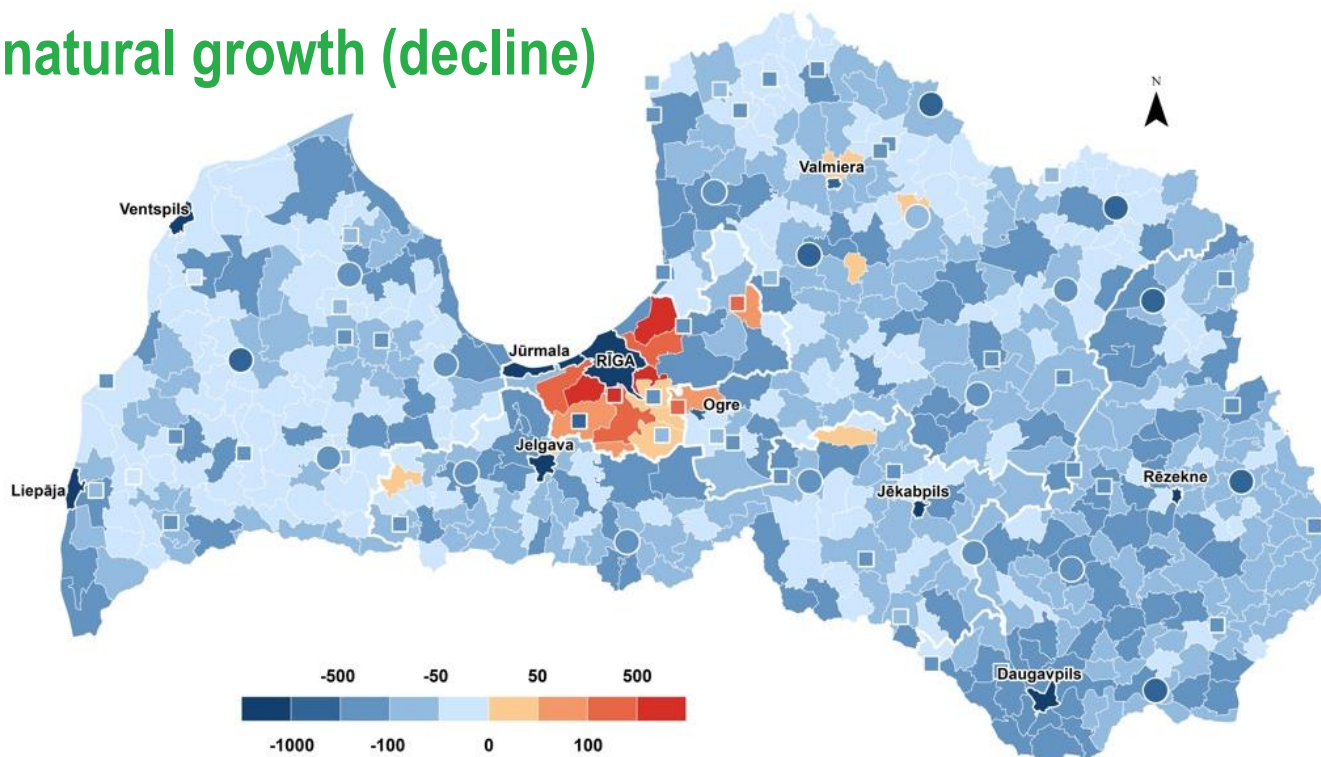 natural growth (decline)
N
Valmiera
Ventspils
Jūrmala
RĪGA
Ogre
Jelgava
Liepāja
Jēkabpils
Rēzekne
Daugavpils
-500 -50 50 500
-1000 -100 0 100